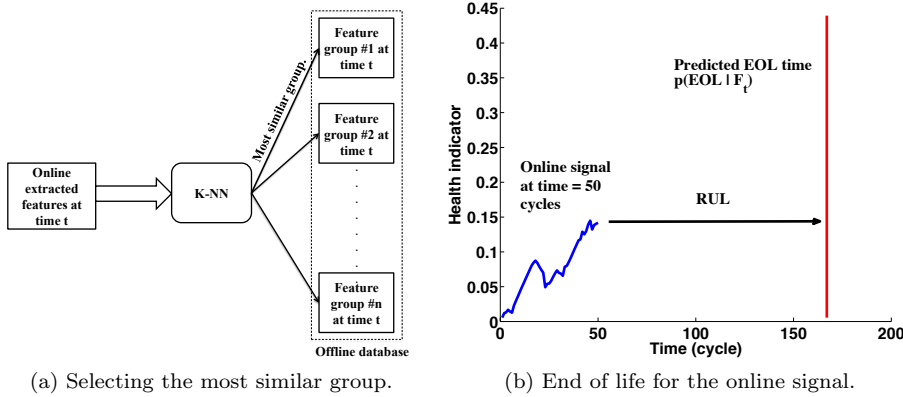 Feature
group #1 at
time t
Most similar group.
Feature
group #2 at
time t
Online
extracted
features at
time t
K-NN
Feature
group #n
at time t
Offline database
(a) Selecting the most similar group.
0.45
0.4
0.35
0.3
0.25
0.2
0.15
0.1
0.05
0
Health indicator
Predicted EOL time
p(EOL | Ft)
Online signal
at time = 50
cycles
RUL
0
50
100
150
200
Time (cycle)
(b) End of life for the online signal.